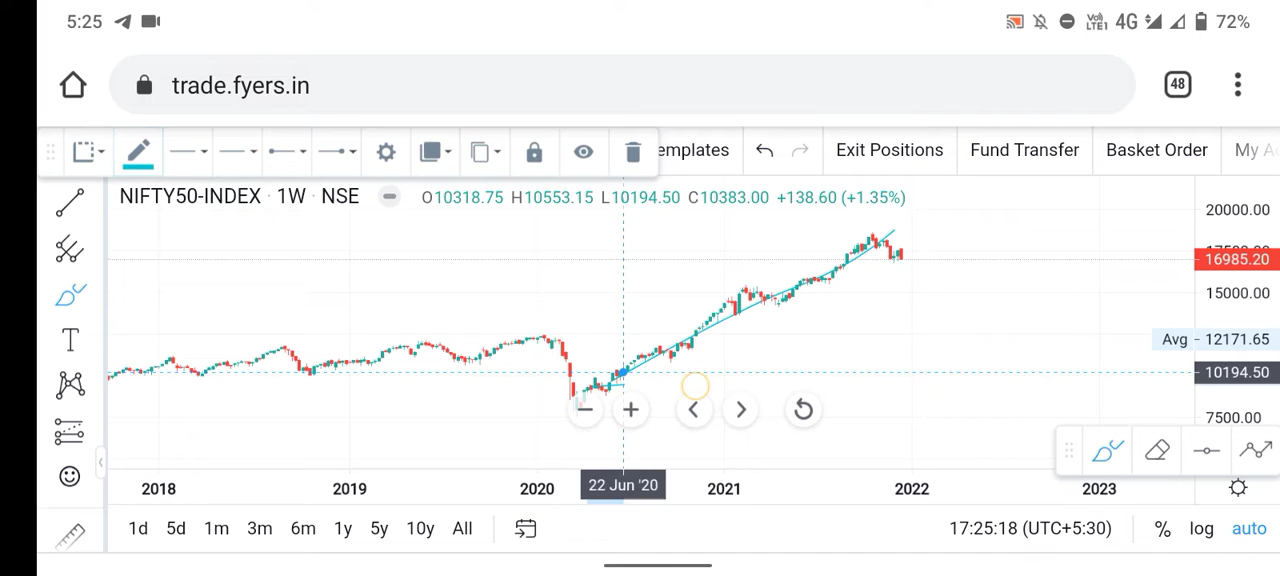 5:25 Vo) LTE1 4G 72%
trade.fyers.in 48
emplates Exit Positions Fund Transfer Basket Order My A
NIFTY50-INDEX · 1W · NSE O10318.75 H10553.15 L10194.50 C10383.00 +138.60 (+1.35%)
20000.00
16985.20
15000.00
Avg 12171.65
10194.50
7500.00
T
2018 2019 2020 22 Jun '20 2021 2022 2023
1d 5d 1m 3m 6m 1y 5y 10y All 17:25:18 (UTC+5:30) % log auto